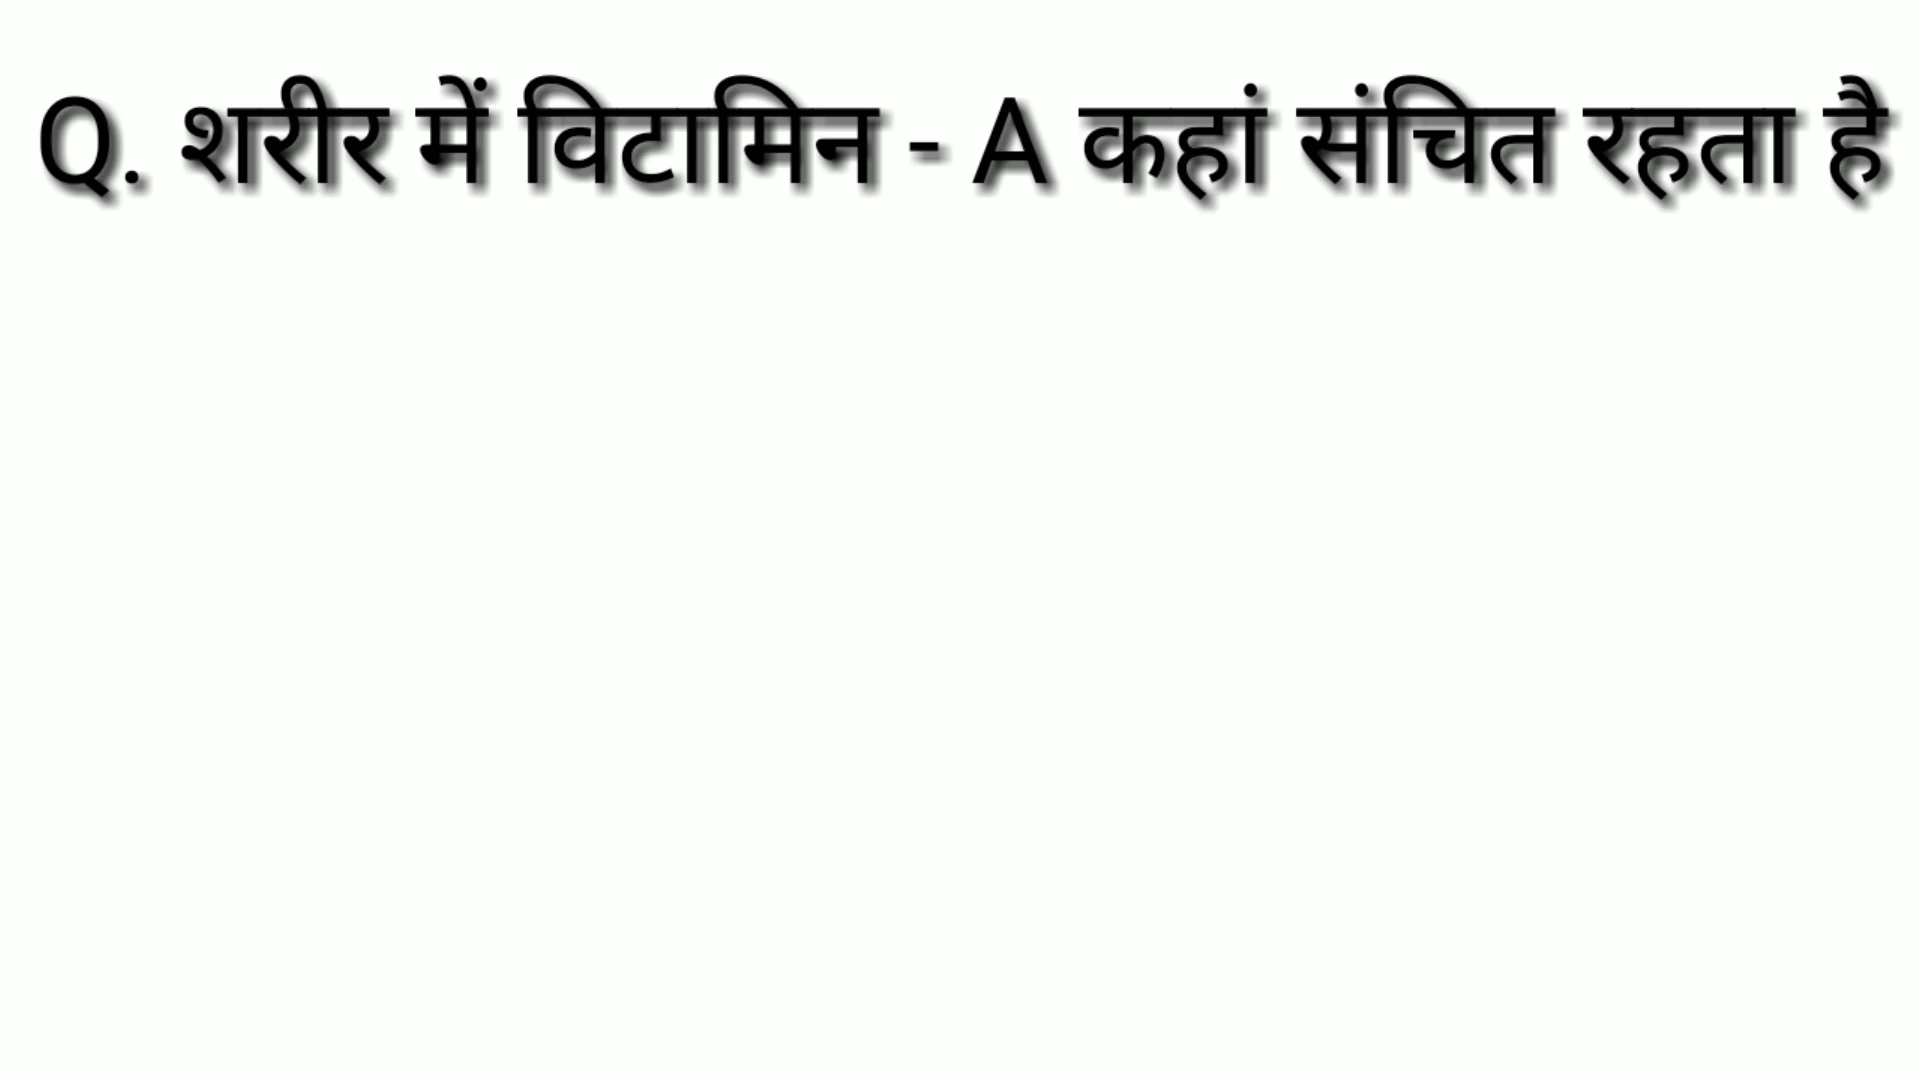 Q. शरीर में विटामिन - A कहां संचित रहता है